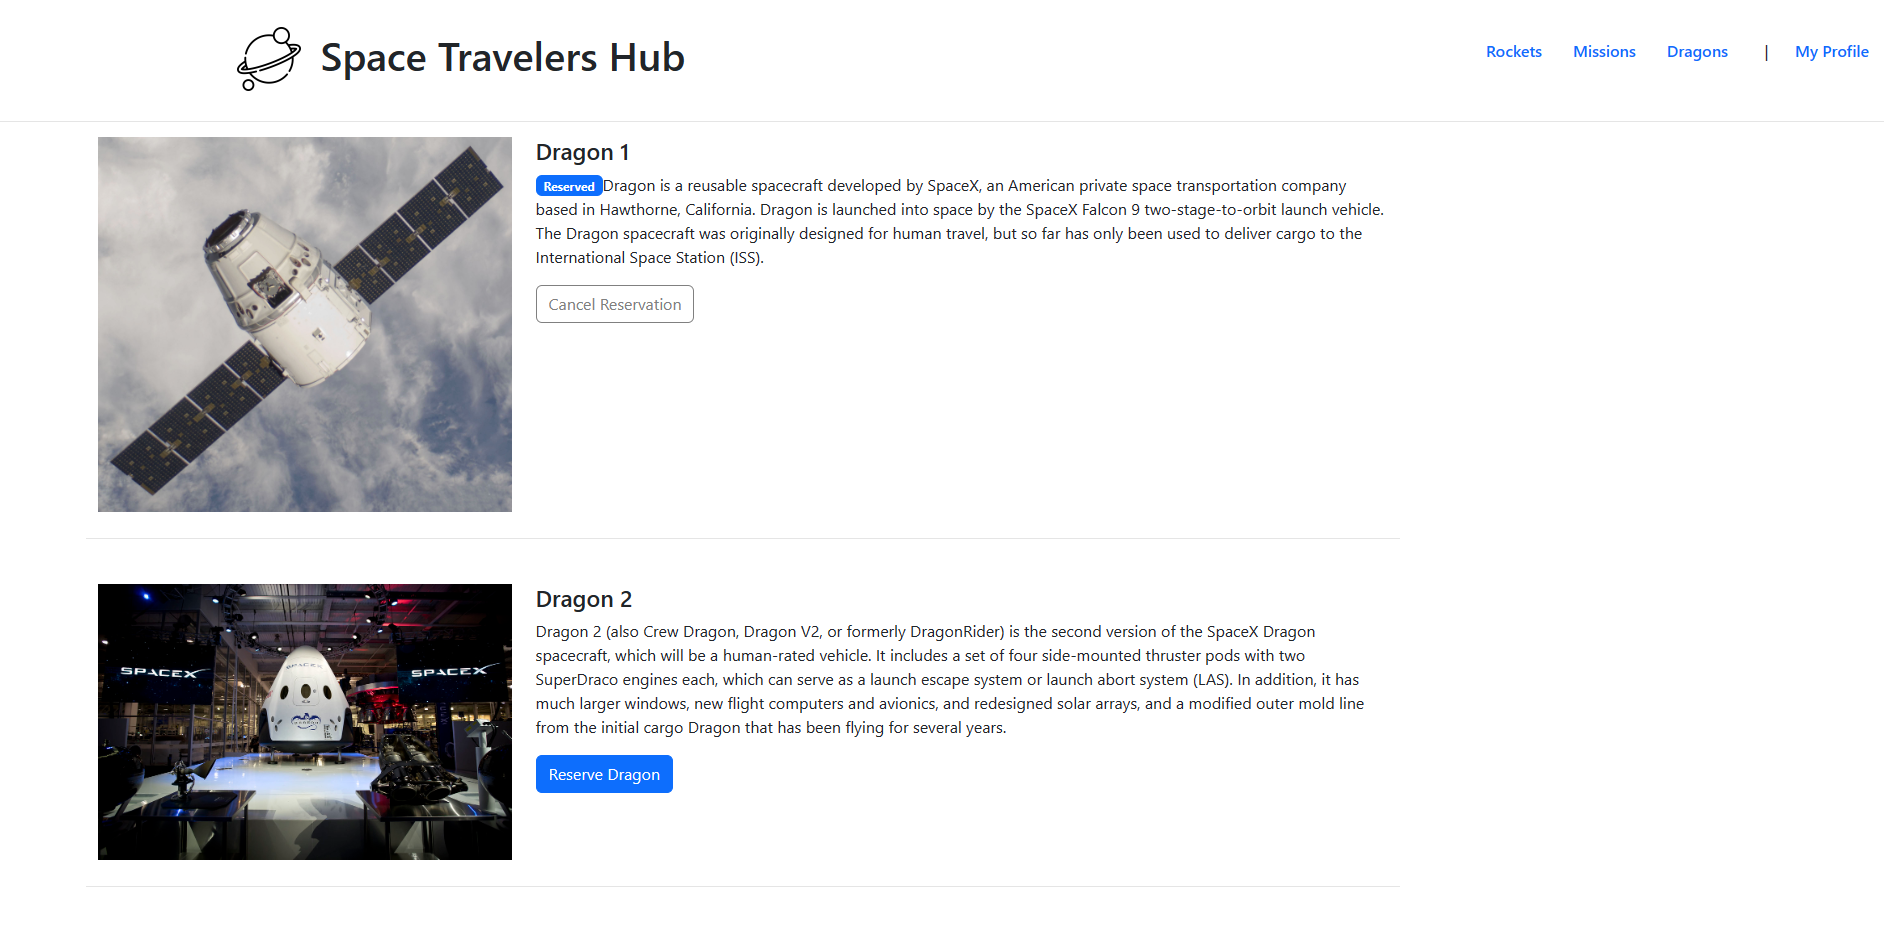 Space Travelers Hub
Rockets Missions Dragons | My Profile
Dragon 1
Reserved Dragon is a reusable spacecraft developed by SpaceX, an American private space transportation company
based in Hawthorne, California. Dragon is launched into space by the SpaceX Falcon 9 two-stage-to-orbit launch vehicle.
The Dragon spacecraft was originally designed for human travel, but so far has only been used to deliver cargo to the
International Space Station (ISS).
Cancel Reservation
SPACEX
SPACEX
SPACEX
Dragon 2
Dragon 2 (also Crew Dragon, Dragon V2, or formerly DragonRider) is the second version of the SpaceX Dragon
spacecraft, which will be a human-rated vehicle. It includes a set of four side-mounted thruster pods with two
SuperDraco engines each, which can serve as a launch escape system or launch abort system (LAS). In addition, it has
much larger windows, new flight computers and avionics, and redesigned solar arrays, and a modified outer mold line
from the initial cargo Dragon that has been flying for several years.
Reserve Dragon